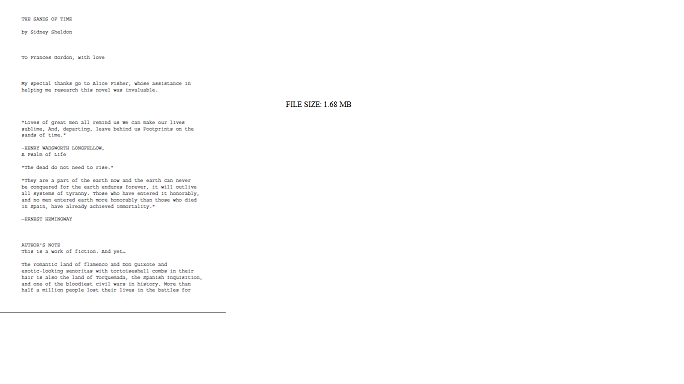 THE SANDS OF TIME
by Sidney Sheldon
To Frances Gordon, with love
My special thanks go to Alice Fisher, whose assistance in
helping me research this novel was invaluable.
FILE SIZE: 1.68 MB
"Lives of great men all remind us We can make our lives
sublime, And, departing, leave behind us Footprints on the
sands of time."
-HENRY WADSWORTH LONGFELLOW,
A Psalm of Life
"The dead do not need to rise."
"They are a part of the earth now and the earth can never
be conquered for the earth endures forever, it will outlive
all systems of tyranny. Those who have entered it honorably,
and no men entered earth more honorably than those who died
in Spain, have already achieved immortality."
-ERNEST HEMINGWAY
AUTHOR'S NOTE
This is a work of fiction. And yet…
The romantic land of flamenco and Don Quixote and
exotic-looking senoritas with tortoiseshell combs in their
hair is also the land of Torquemada, the Spanish Inquisition,
and one of the bloodiest civil wars in history. More than
half a million people lost their lives in the battles for